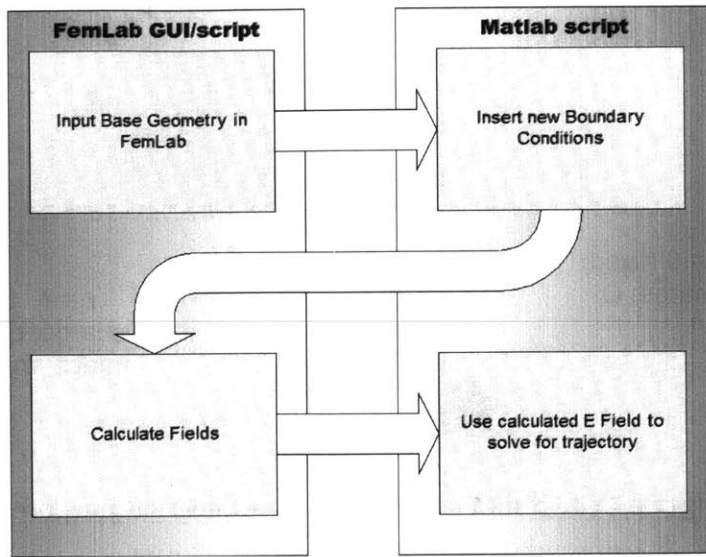 FemLab GUI/script
Matlab script
Input Base Geometry in
FemLab
Insert new Boundary
Conditions
Calculate Fields
Use calculated E Field to
solve for trajectory